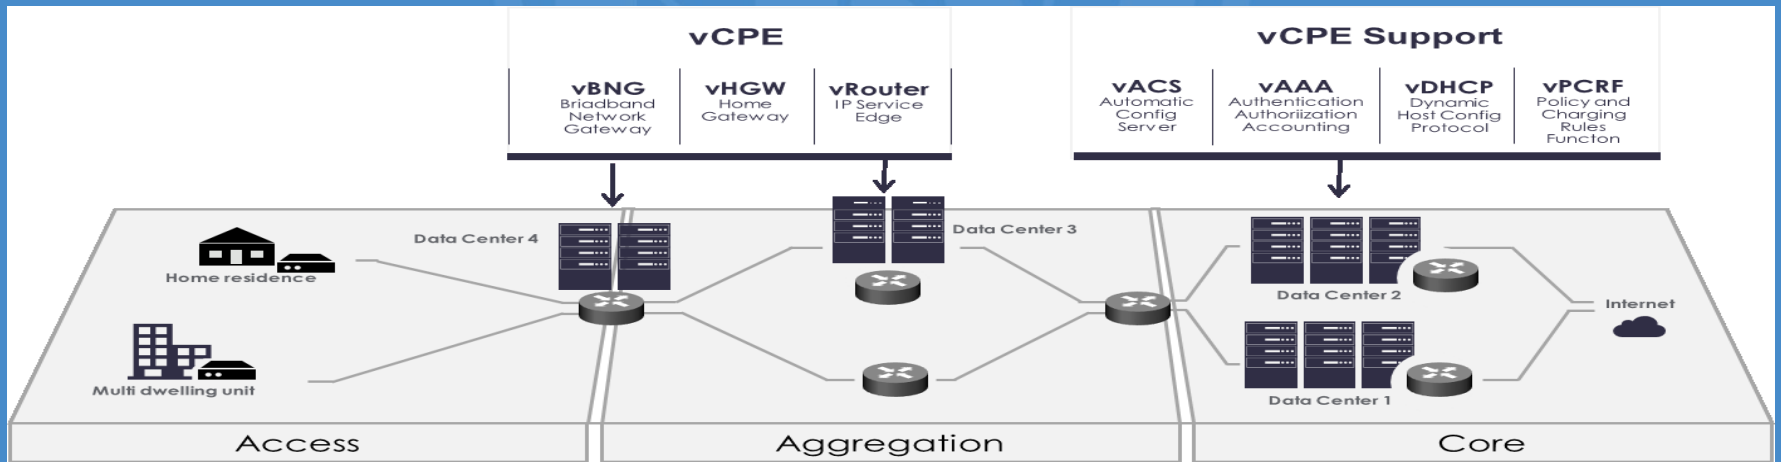 vCPE
vBNG
Briadband
Network
Gateway
vHGW
Home
Gateway
vRouter
IP Service
Edge
vCPE Support
vACS
Automatic
Config
Server
vAAA
Authentication
Authoriization
Accounting
vDHCP
Dynamic
Host Config
Protocol
vPCRF
Policy and
Charging
Rules
Functon
Data Center 4
Data Center 3
Home residence
Data Center 2
Internet
Multi dwelling unit
Data Center 1
Access
Aggregation
Core